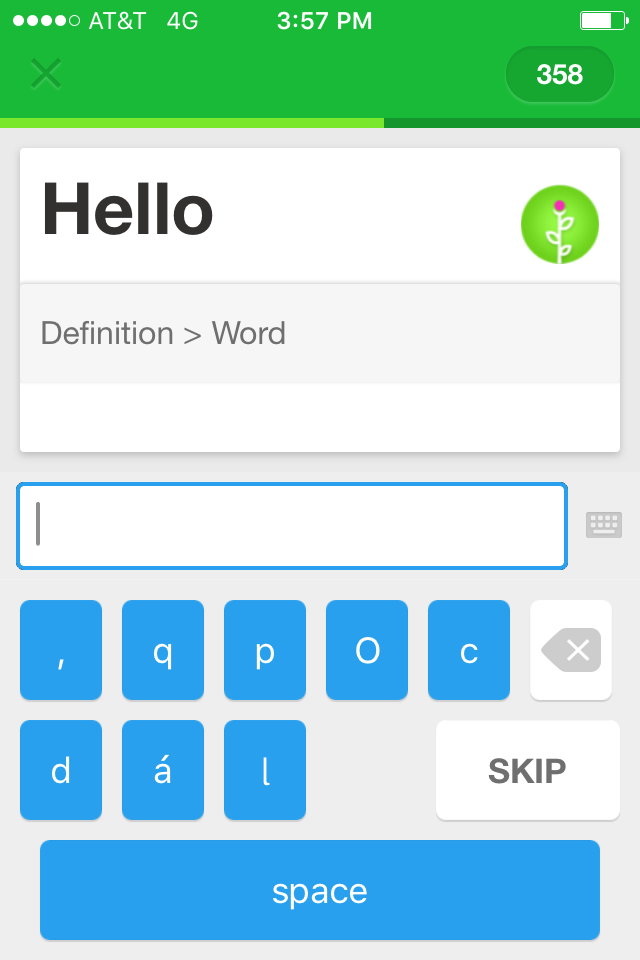 AT&T 4G 3:57 PM
358
Hello
Definition > Word
, q p O c
d á l SKIP
space